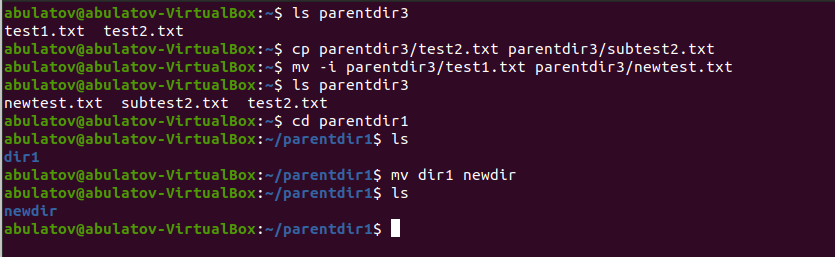 abulatov@abulatov-VirtualBox:~$ ls parentdir3
test1.txt  test2.txt
abulatov@abulatov-VirtualBox:~$ cp parentdir3/test2.txt parentdir3/subtest2.txt
abulatov@abulatov-VirtualBox:~$ mv -i parentdir3/test1.txt parentdir3/newtest.txt
abulatov@abulatov-VirtualBox:~$ ls parentdir3
newtest.txt  subtest2.txt  test2.txt
abulatov@abulatov-VirtualBox:~$ cd parentdir1
abulatov@abulatov-VirtualBox:~/parentdir1$ ls
dir1
abulatov@abulatov-VirtualBox:~/parentdir1$ mv dir1 newdir
abulatov@abulatov-VirtualBox:~/parentdir1$ ls
newdir
abulatov@abulatov-VirtualBox:~/parentdir1$